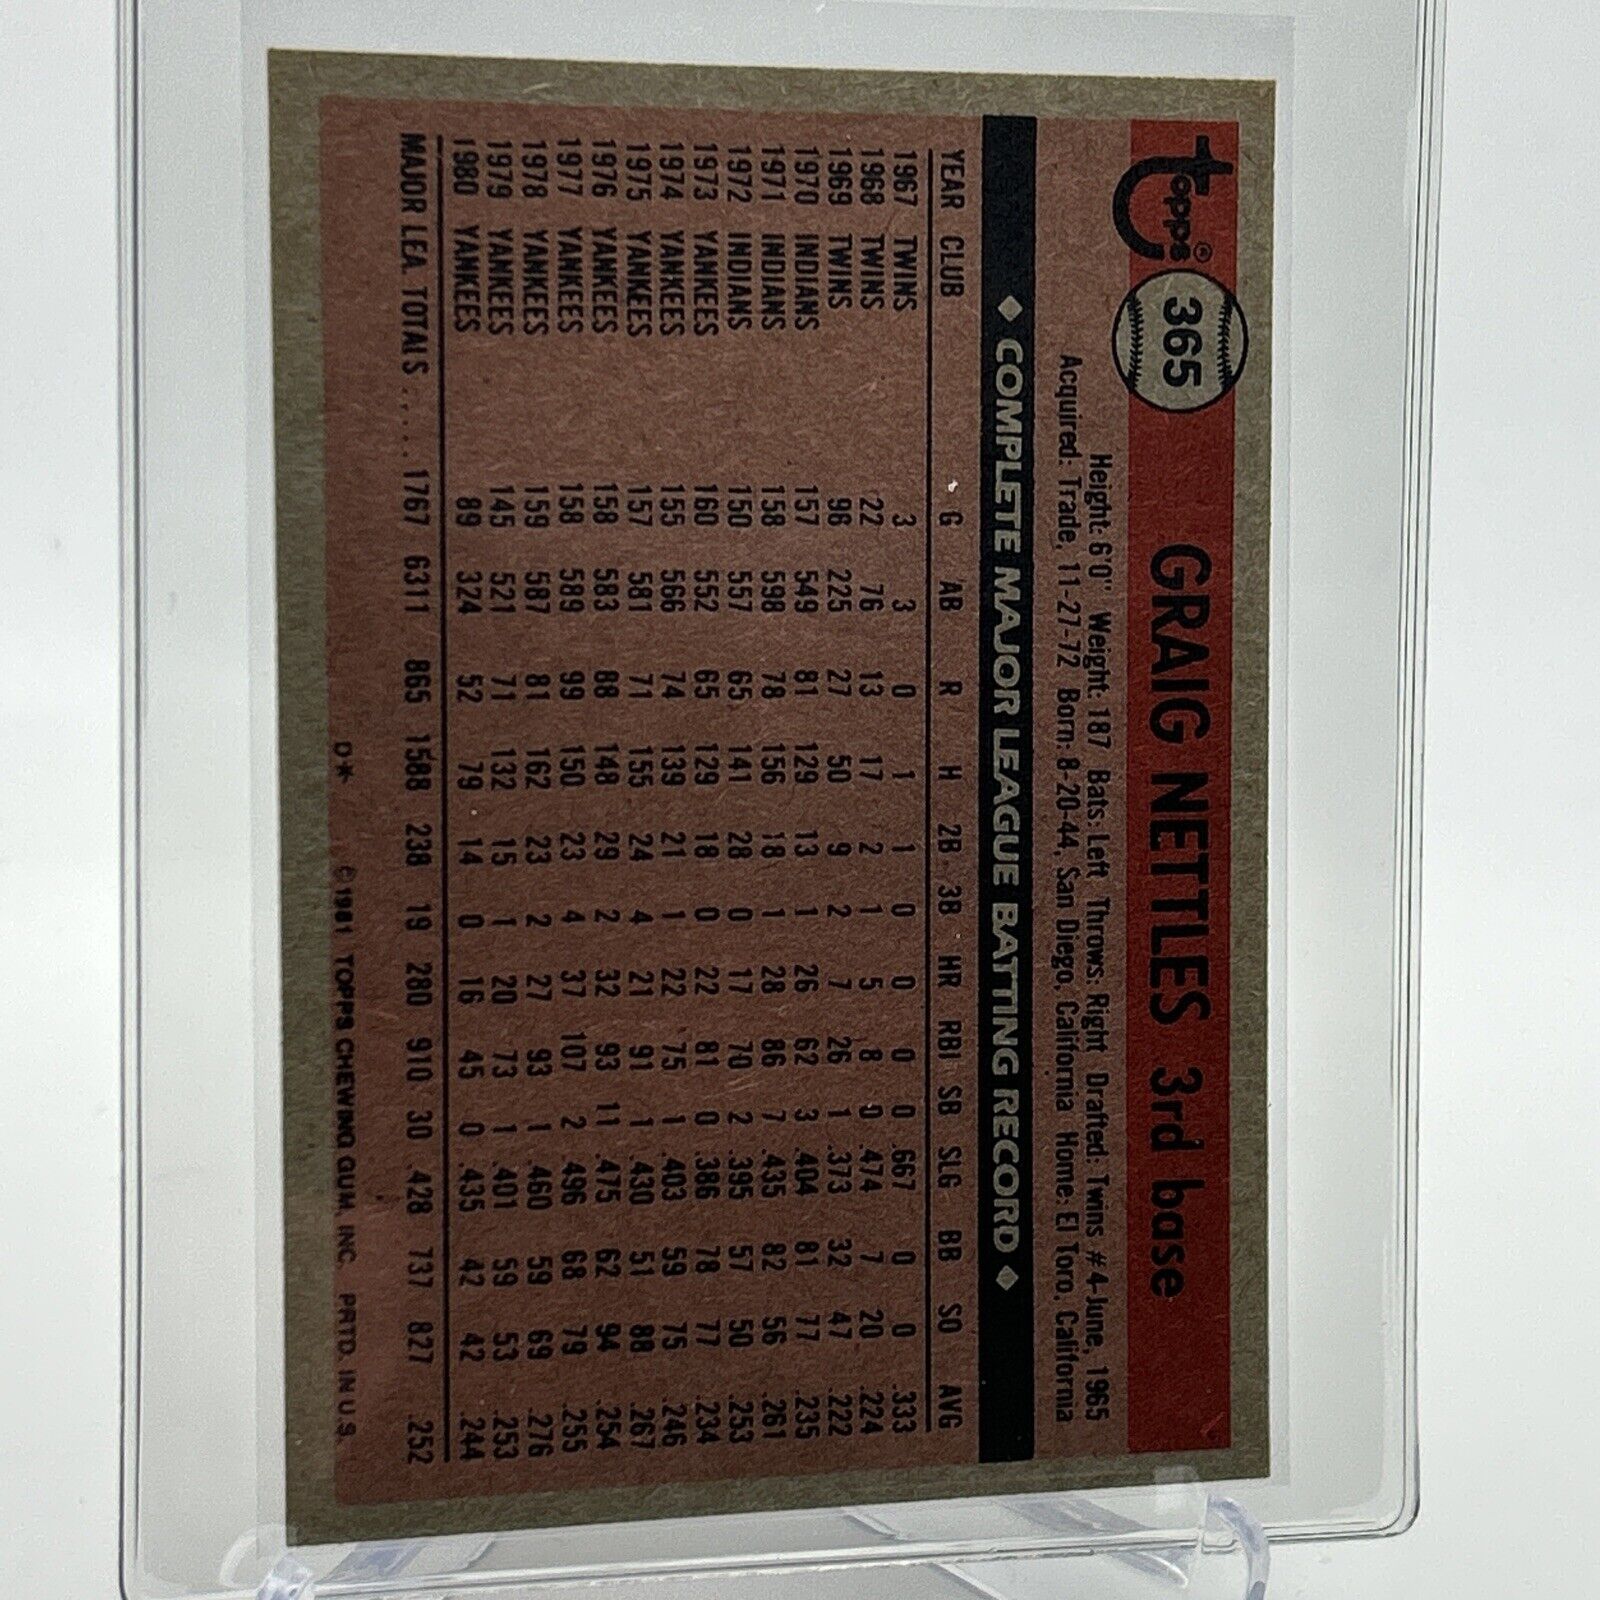 Topps® 365 GRAIG NETTLES 3rd base
Height: 6'0" Weight: 187 Bats: Left Throws: Right Drafted: Twins #4-June, 1965
Acquired: Trade, 11-27-72 Born: 8-20-44, San Diego, California Home: El Toro, California
◆ COMPLETE MAJOR LEAGUE BATTING RECORD ◆
YEAR CLUB G AB R H 2B 3B HR RBI SB SLG BB SO AVG
1967 TWINS 3 3 0 1 1 0 0 0 0 .667 0 0 .333
1968 TWINS 22 76 13 17 2 1 5 8 0 .474 7 20 .224
1969 TWINS 96 225 27 50 9 2 7 26 1 .373 32 47 .222
1970 INDIANS 157 549 81 129 13 1 26 62 3 .404 81 77 .235
1971 INDIANS 158 598 78 156 18 1 28 86 7 .435 82 56 .261
1972 INDIANS 150 557 65 141 28 0 17 70 2 .395 57 50 .253
1973 YANKEES 160 552 65 129 18 0 22 81 0 .386 78 77 .234
1974 YANKEES 155 566 74 139 21 1 22 75 1 .403 59 75 .246
1975 YANKEES 157 581 71 155 24 4 21 91 1 .430 51 88 .267
1976 YANKEES 158 583 88 148 29 2 32 93 11 .475 62 94 .254
1977 YANKEES 158 589 99 150 23 4 37 107 2 .496 68 79 .255
1978 YANKEES 159 587 81 162 23 2 27 93 1 .460 59 69 .276
1979 YANKEES 145 521 71 132 15 1 20 73 1 .401 59 53 .253
1980 YANKEES 89 324 52 79 14 0 16 45 0 .435 42 42 .244
MAJOR LEA. TOTALS ..... 1767 6311 865 1588 238 19 280 910 30 .428 737 827 .252
D* © 1981 TOPPS CHEWING GUM, INC. PRTD. IN U.S.